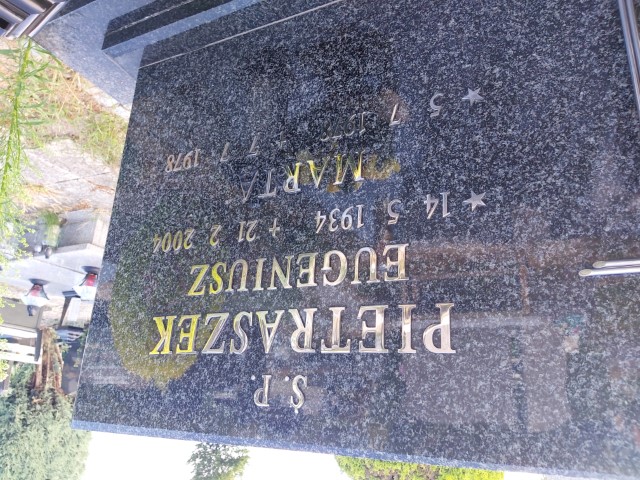 Ś.P.
PIETRASZEK
EUGENIUSZ
★ 14 5 1934 + 21 2 2004
MARTA
★ 5 7 7 7 1978